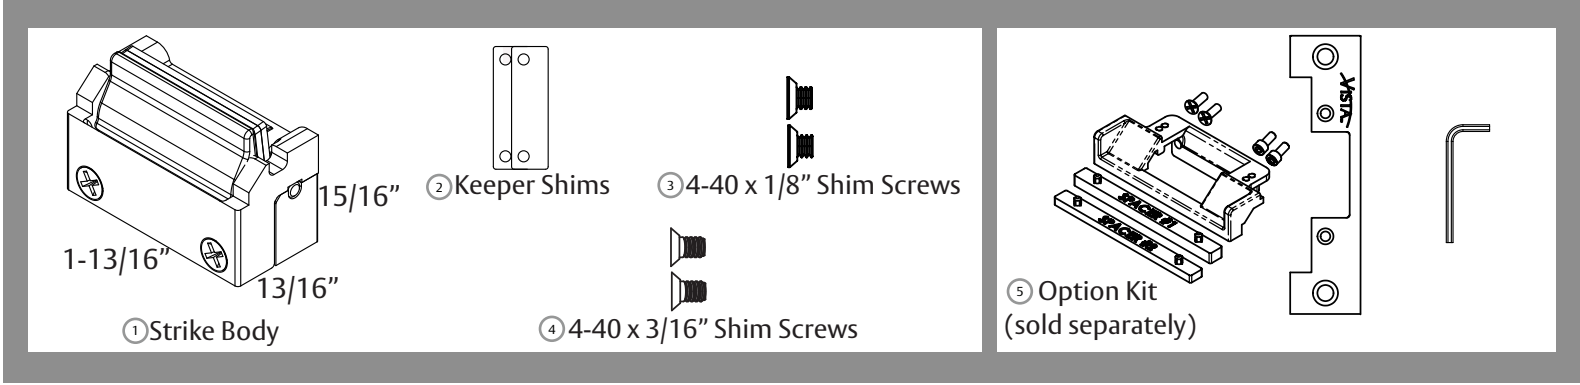 15/16”
1-13/16”
13/16”
1 Strike Body
2 Keeper Shims
3 4-40 x 1/8” Shim Screws
4 4-40 x 3/16” Shim Screws
VISTA
SPACER #1
SPACER #2
5 Option Kit
(sold separately)